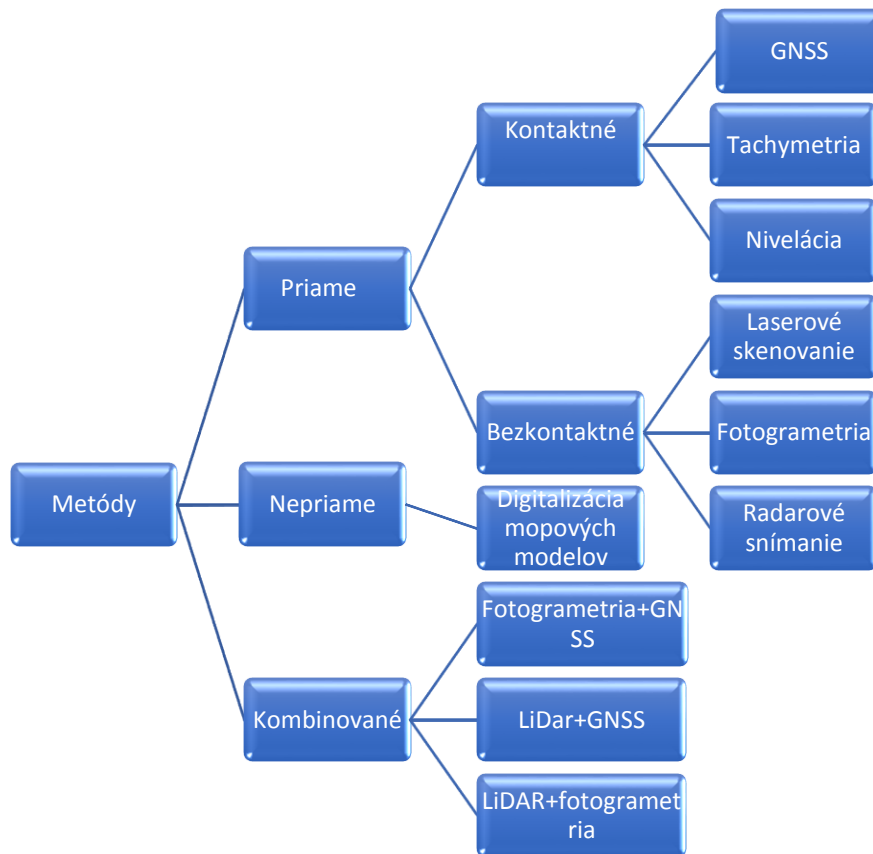 GNSS
Kontaktné
Tachymetria
Nivelácia
Priame
Laserové
skenovanie
Bezkontaktné
Fotogrametria
Metódy
Nepriame
Digitalizácia
mopových
modelov
Radarové
snímanie
Fotogrametria+GN
SS
Kombinované
LiDar+GNSS
LiDAR+fotogramet
ria